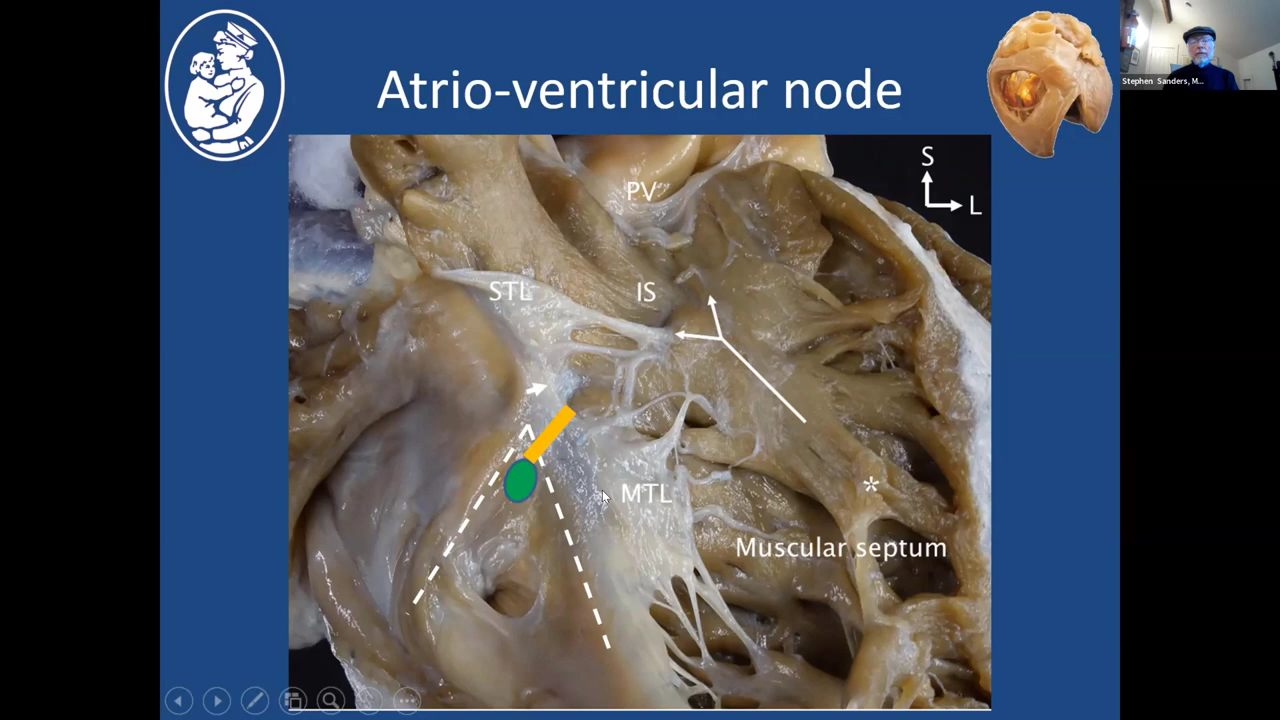 Atrio-ventricular node
Stephen Sanders, M...
S
L
PV
STL
IS
MTL
*
Muscular septum